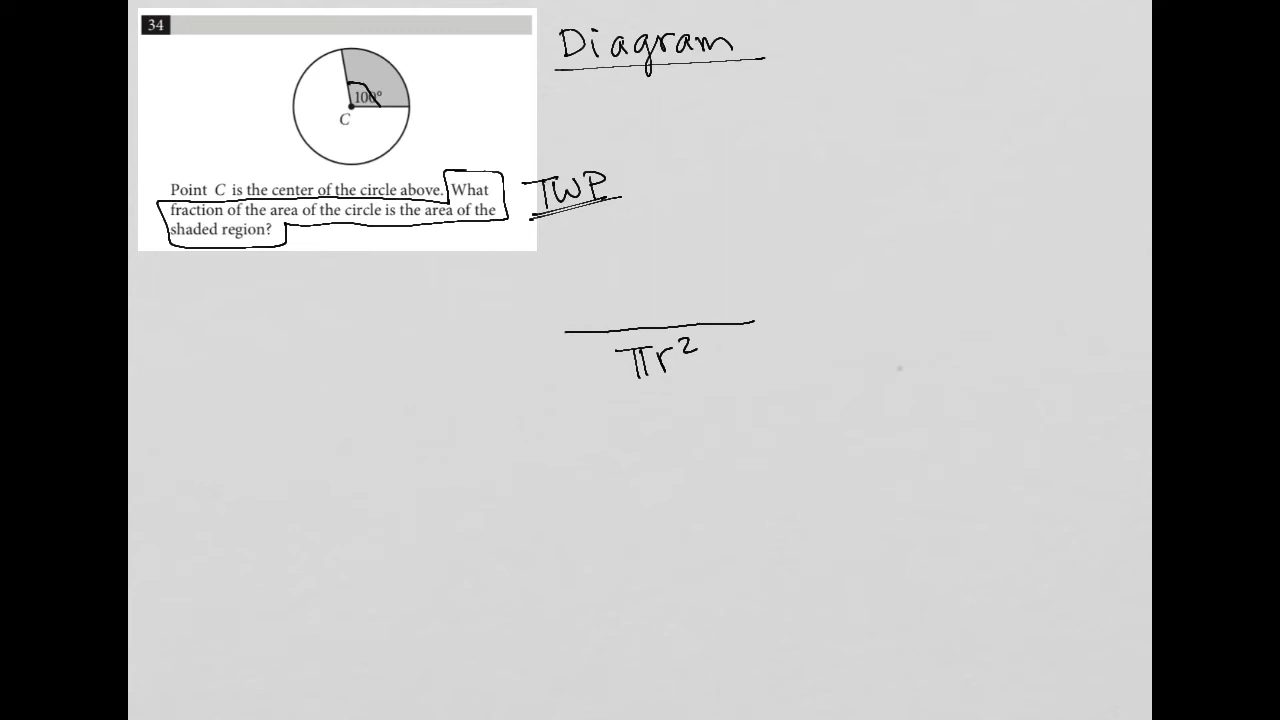 34
Diagram
100°
C
Point C is the center of the circle above. What
fraction of the area of the circle is the area of the
shaded region?
TWP
πr²